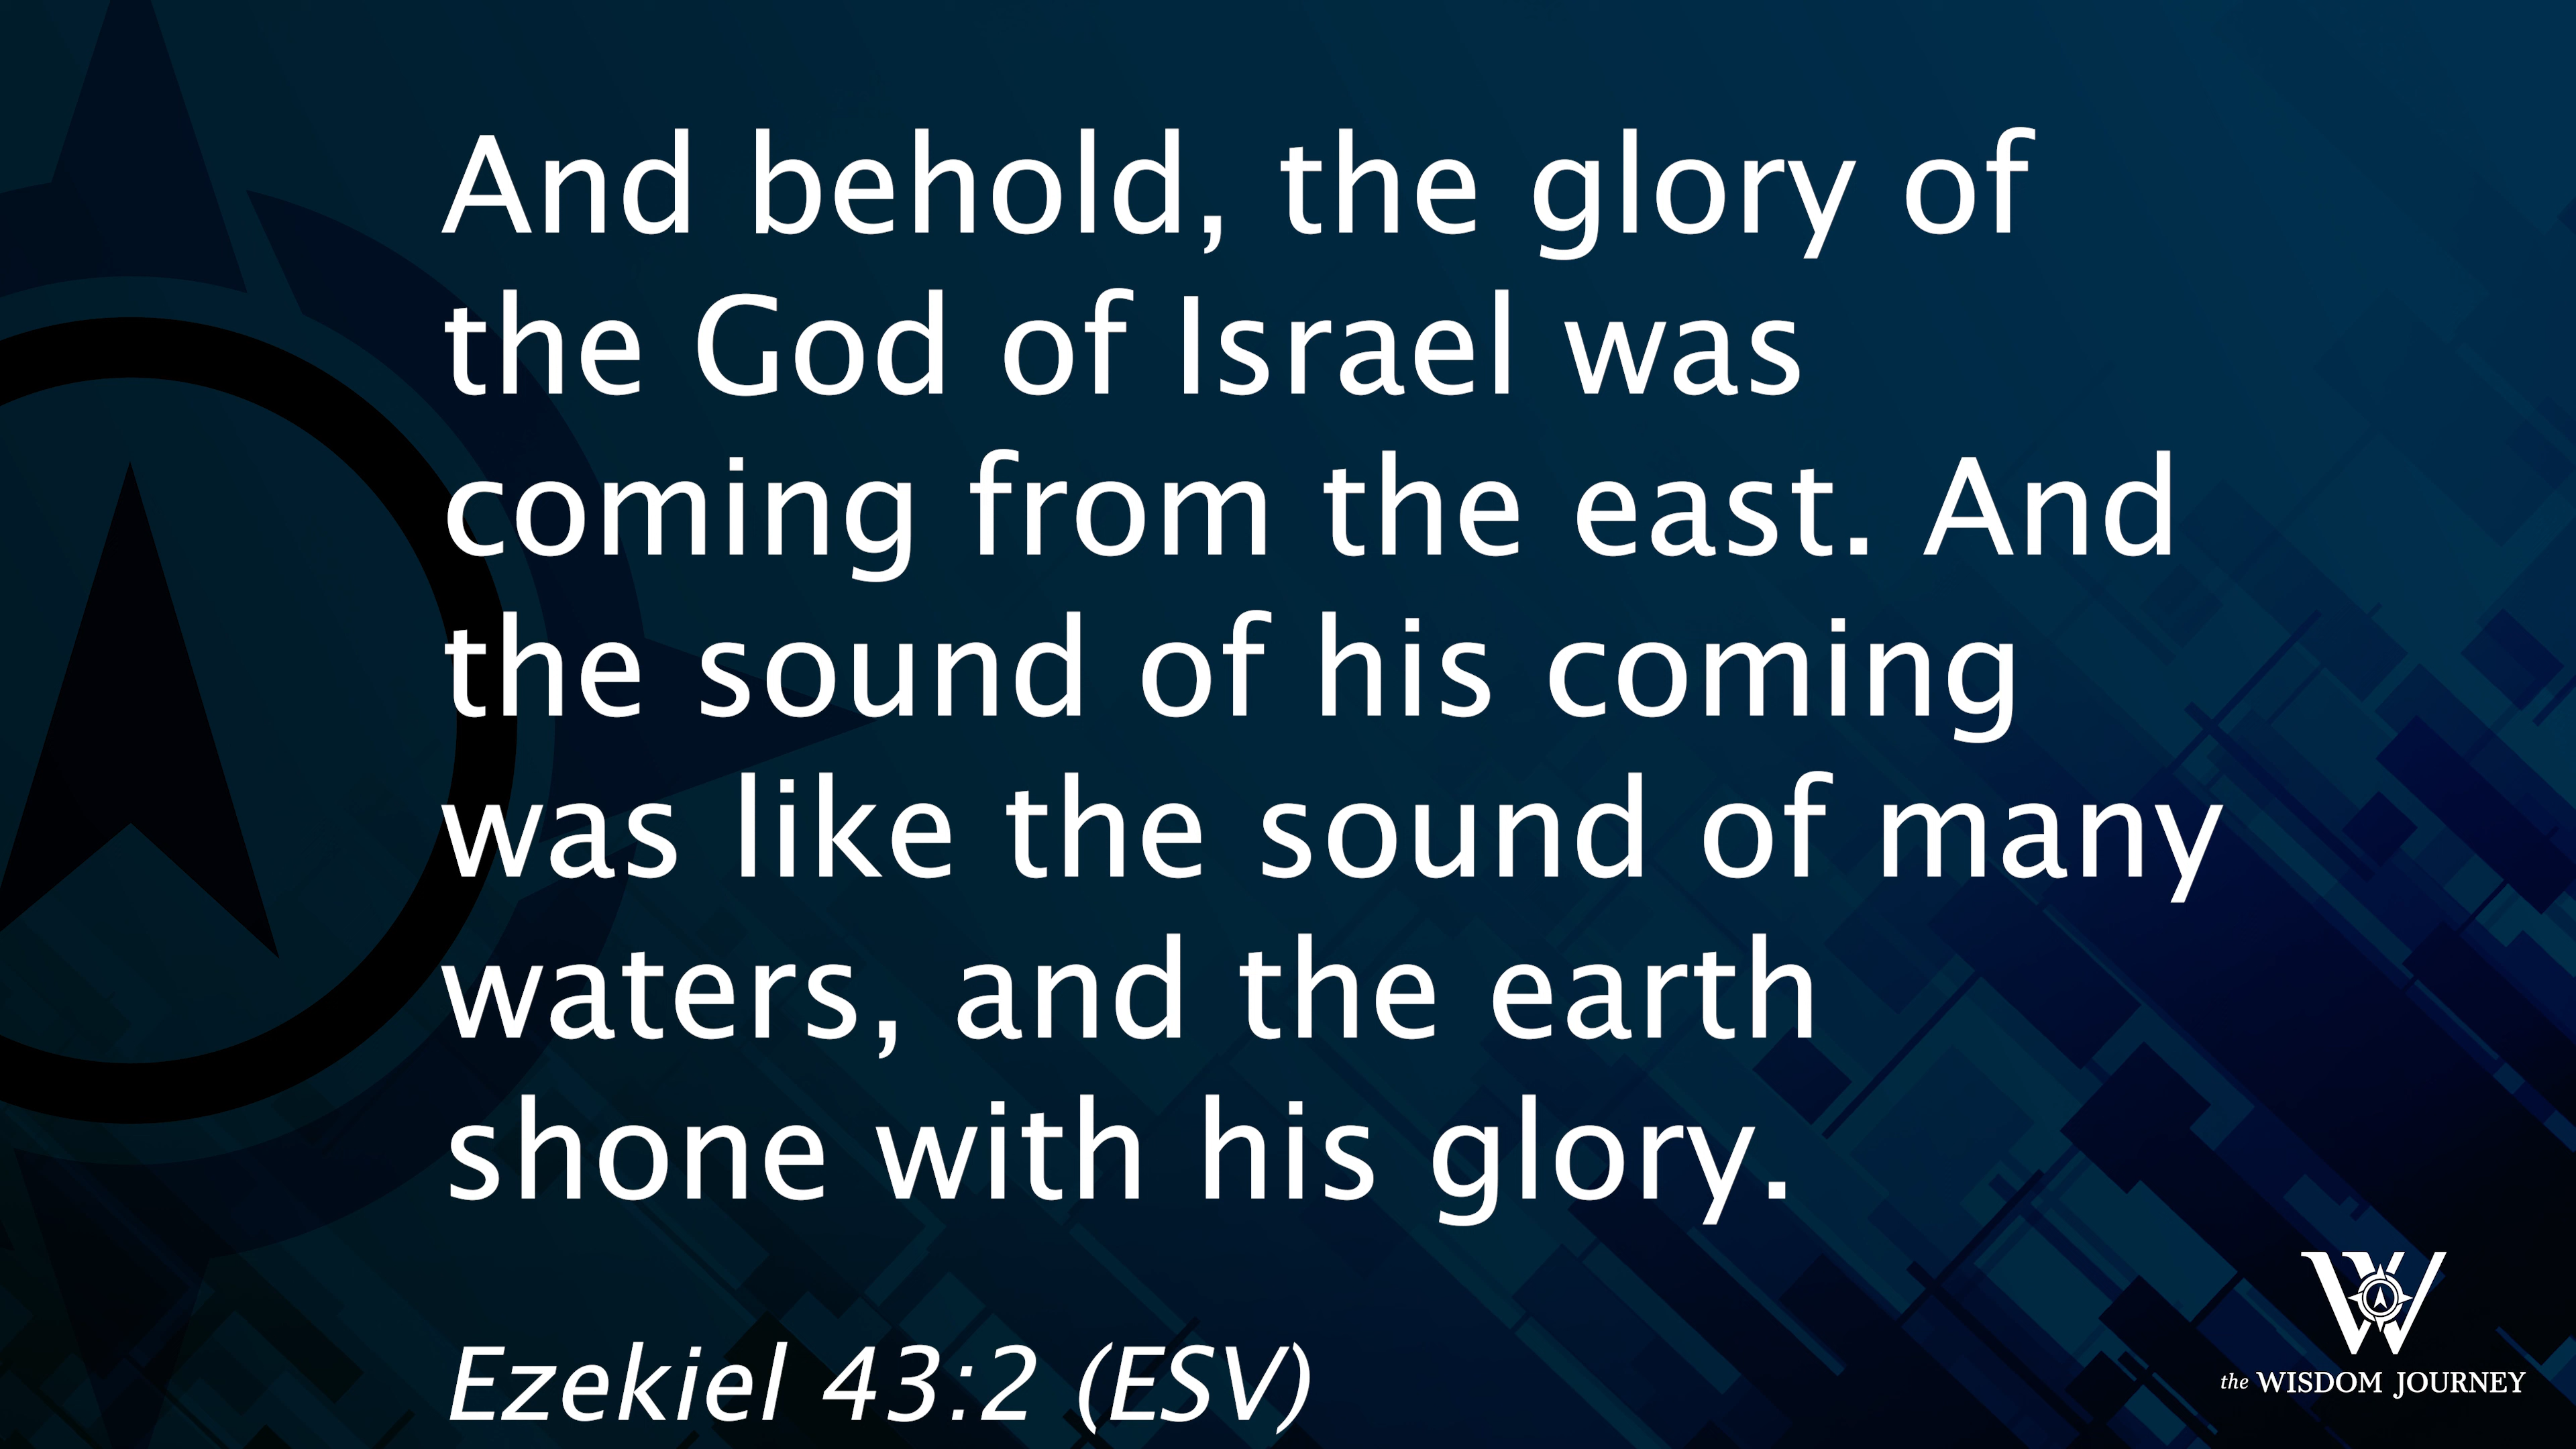 And behold, the glory of
the God of Israel was
coming from the east. And
the sound of his coming
was like the sound of many
waters, and the earth
shone with his glory.
Ezekiel 43:2 (ESV)
W
the WISDOM JOURNEY